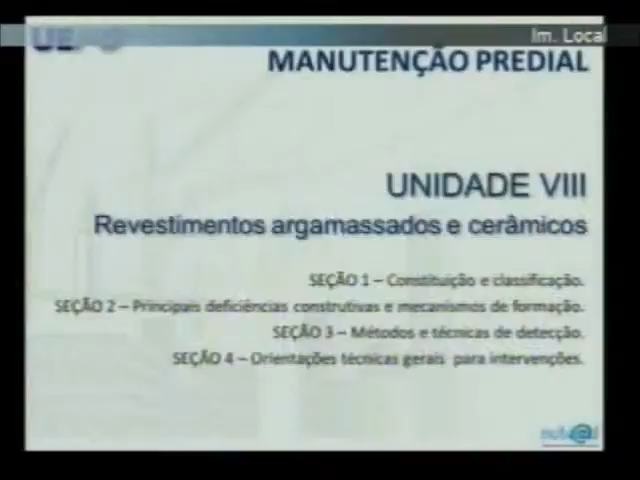 Im. Local
MANUTENÇÃO PREDIAL
UNIDADE VIII
Revestimentos argamassados e cerâmicos
SEÇÃO 1 – Constituição e classificação.
SEÇÃO 2 – Principais deficiências construtivas e mecanismos de formação.
SEÇÃO 3 – Métodos e técnicas de detecção.
SEÇÃO 4 – Orientações técnicas gerais para intervenções.